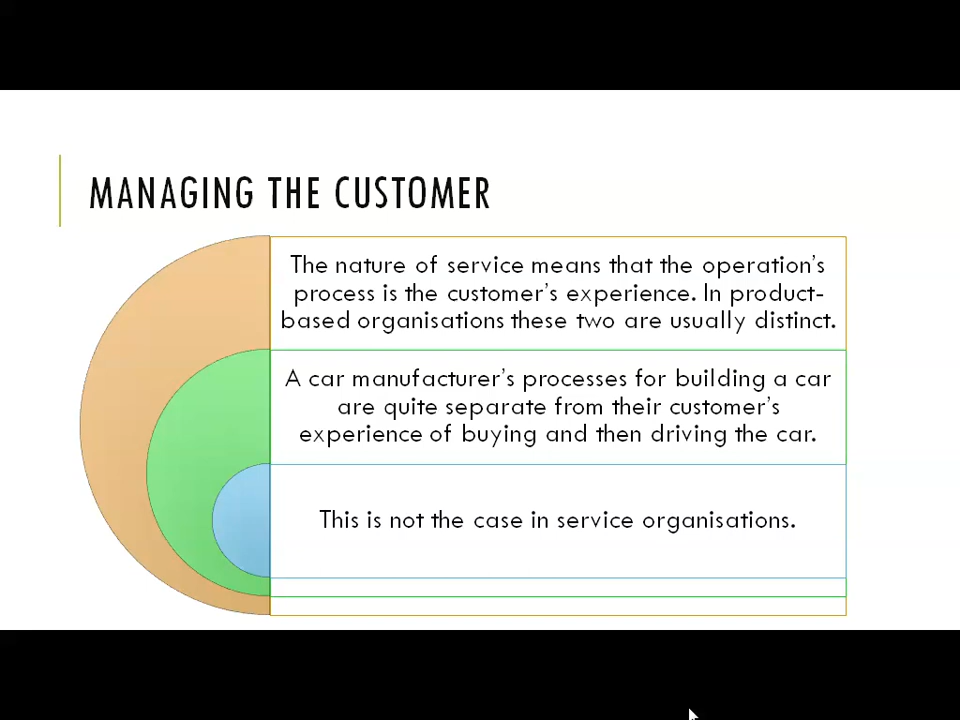 MANAGING THE CUSTOMER
The nature of service means that the operation's
process is the customer's experience. In product-
based organisations these two are usually distinct.
A car manufacturer's processes for building a car
are quite separate from their customer's
experience of buying and then driving the car.
This is not the case in service organisations.